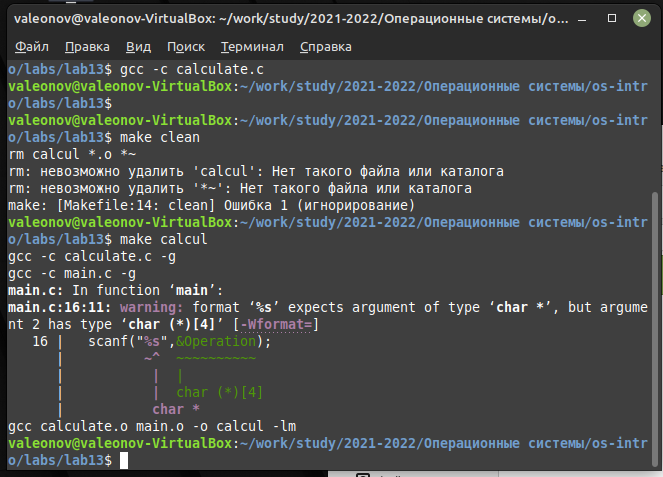 valeonov@valeonov-VirtualBox: ~/work/study/2021-2022/Операционные системы/o...
Файл Правка Вид Поиск Терминал Справка
o/labs/lab13$ gcc -c calculate.c
valeonov@valeonov-VirtualBox:~/work/study/2021-2022/Операционные системы/os-intr
o/labs/lab13$
valeonov@valeonov-VirtualBox:~/work/study/2021-2022/Операционные системы/os-intr
o/labs/lab13$ make clean
rm calcul *.o *~
rm: невозможно удалить 'calcul': Нет такого файла или каталога
rm: невозможно удалить '*~': Нет такого файла или каталога
make: [Makefile:14: clean] Ошибка 1 (игнорирование)
valeonov@valeonov-VirtualBox:~/work/study/2021-2022/Операционные системы/os-intr
o/labs/lab13$ make calcul
gcc -c calculate.c -g
gcc -c main.c -g
main.c: In function ‘main’:
main.c:16:11: warning: format ‘%s’ expects argument of type ‘char *’, but argume
nt 2 has type ‘char (*)[4]’ [-Wformat=]
   16 |   scanf("%s",&Operation);
      |          ~^  ~~~~~~~~~~
      |           |  |
      |           |  char (*)[4]
      |           char *
gcc calculate.o main.o -o calcul -lm
valeonov@valeonov-VirtualBox:~/work/study/2021-2022/Операционные системы/os-intr
o/labs/lab13$